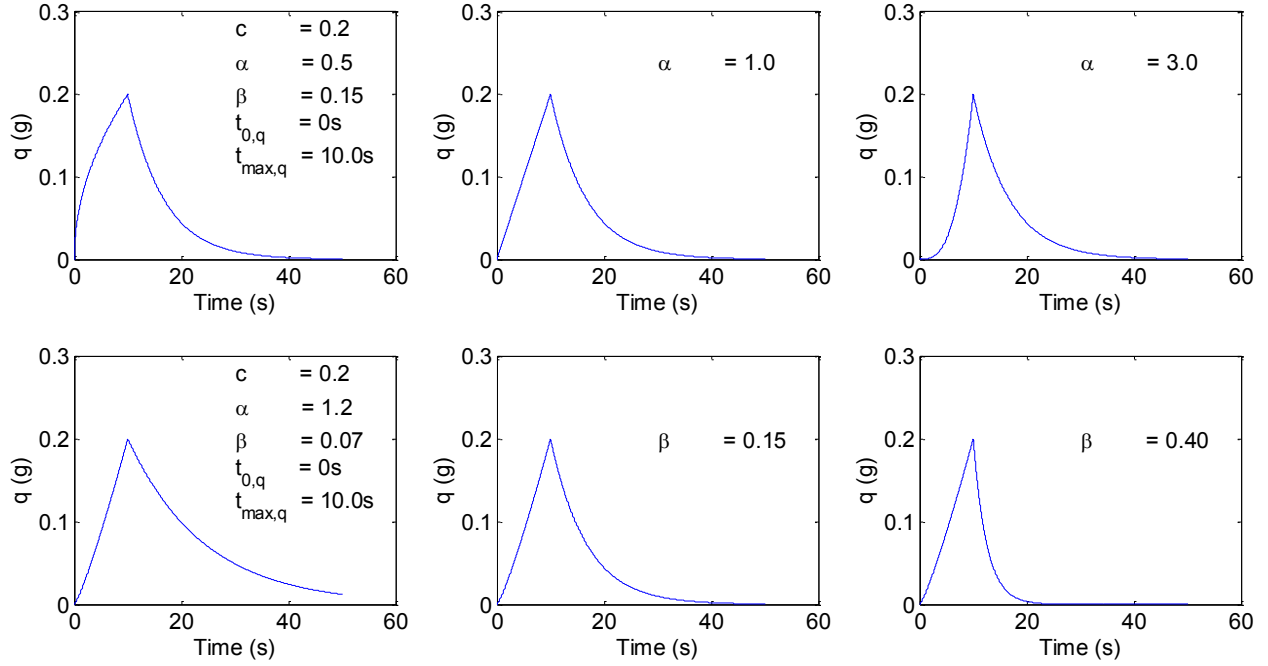 0.3
0.2
0.1
0
q (g)
0 20 40 60
Time (s)
c = 0.2
α = 0.5
β = 0.15
t0,q = 0s
tmax,q = 10.0s
0.3
0.2
0.1
0
q (g)
0 20 40 60
Time (s)
α = 1.0
0.3
0.2
0.1
0
q (g)
0 20 40 60
Time (s)
α = 3.0
0.3
0.2
0.1
0
q (g)
0 20 40 60
Time (s)
c = 0.2
α = 1.2
β = 0.07
t0,q = 0s
tmax,q = 10.0s
0.3
0.2
0.1
0
q (g)
0 20 40 60
Time (s)
β = 0.15
0.3
0.2
0.1
0
q (g)
0 20 40 60
Time (s)
β = 0.40